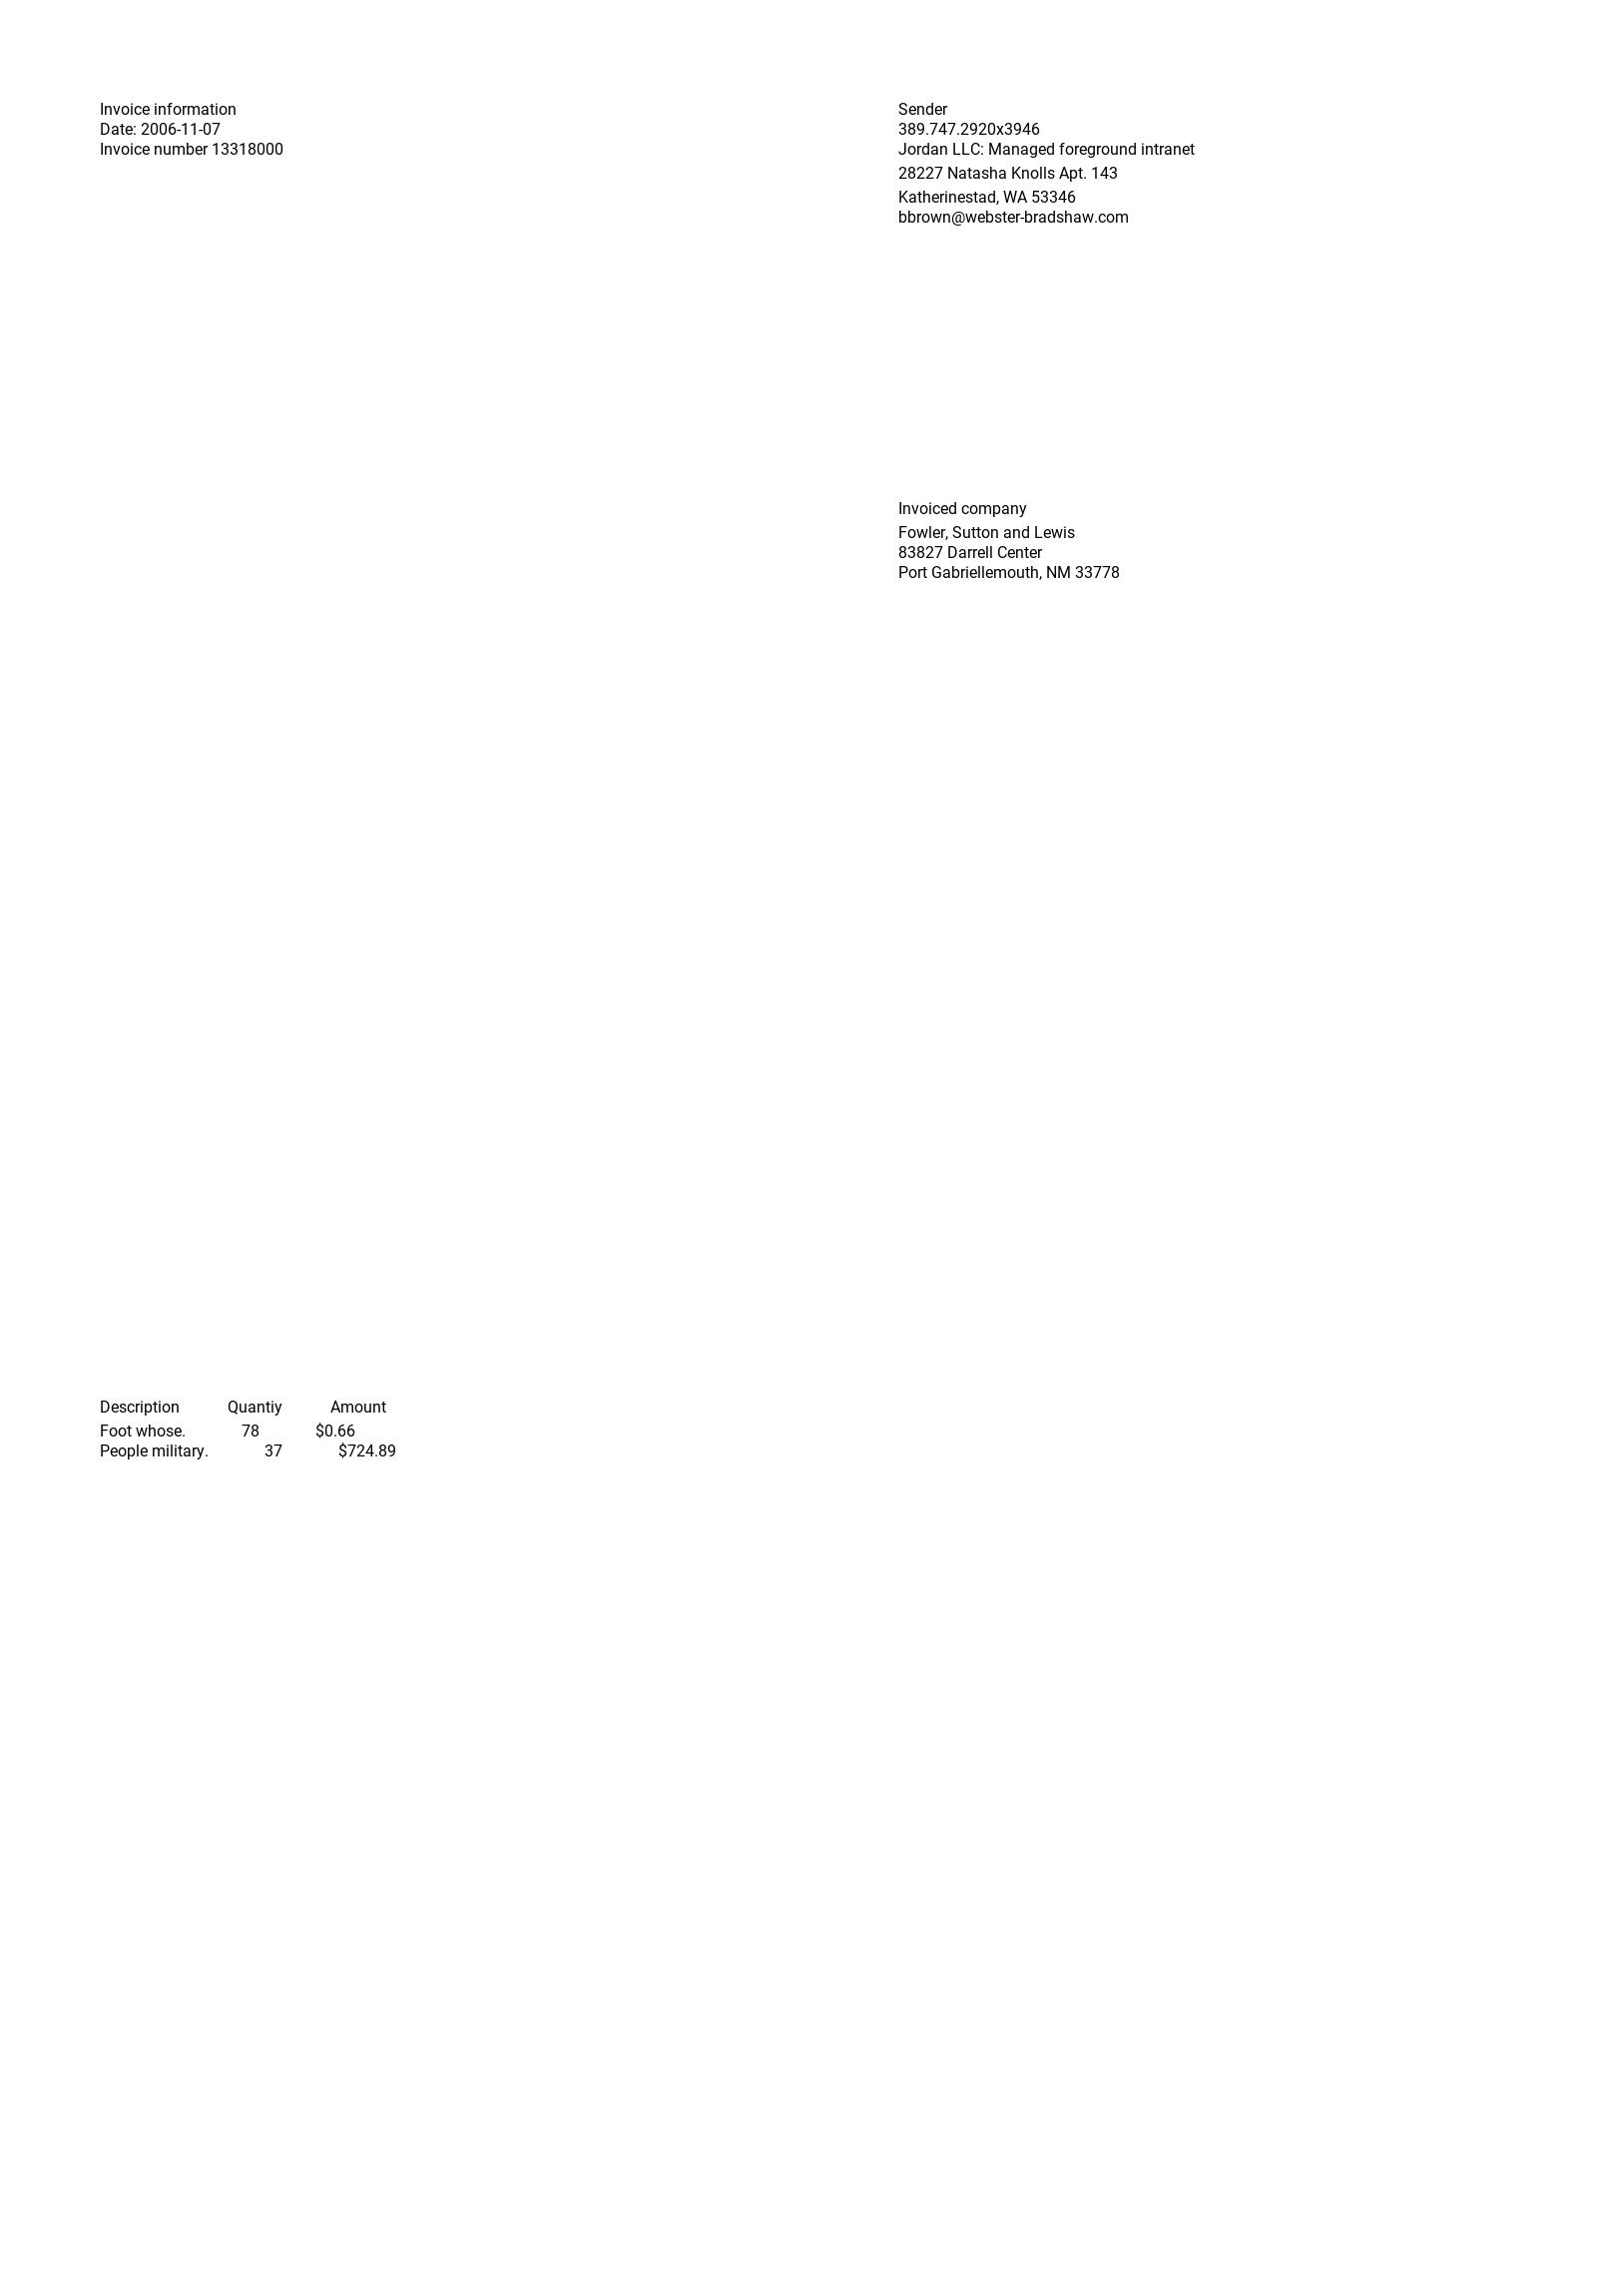 Invoice information
Date: 2006-11-07
Invoice number 13318000
Sender
389.747.2920x3946
Jordan LLC: Managed foreground intranet
28227 Natasha Knolls Apt. 143
Katherinestad, WA 53346
bbrown@webster-bradshaw.com
Invoiced company
Fowler, Sutton and Lewis
83827 Darrell Center
Port Gabriellemouth, NM 33778
Description Quantiy Amount
Foot whose. 78 $0.66
People military. 37 $724.89